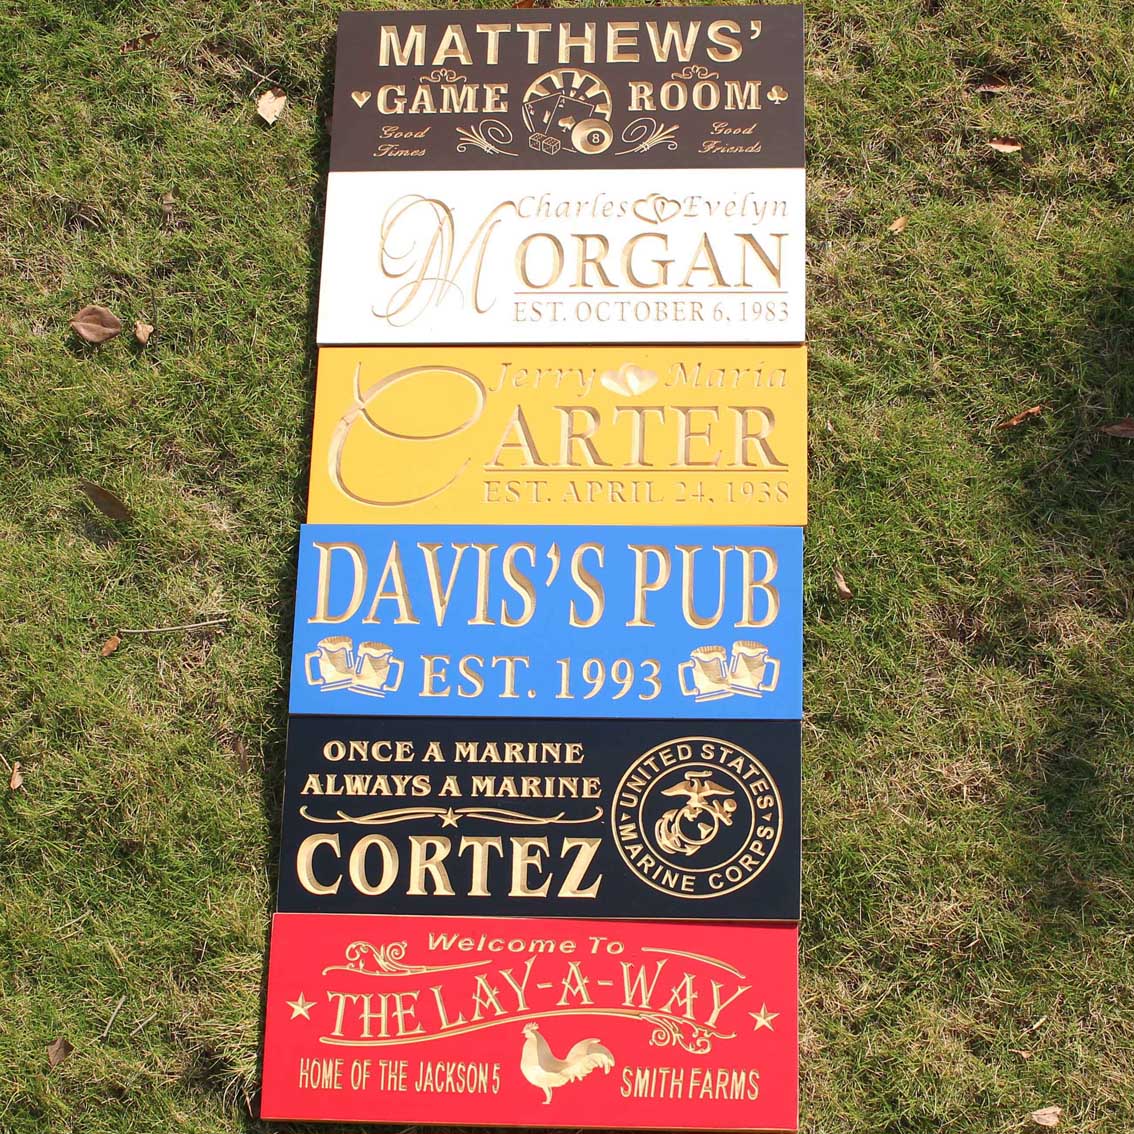 MATTHEWS'
GAME ROOM
Good Times
Good Friends
8
Charles Evelyn
MORGAN
EST. OCTOBER 6, 1983
Jerry Maria
CARTER
EST. APRIL 24, 1938
DAVIS'S PUB
EST. 1993
ONCE A MARINE
ALWAYS A MARINE
CORTEZ
UNITED STATES
MARINE CORPS
Welcome To
THE LAY-A-WAY
HOME OF THE JACKSON 5
SMITH FARMS